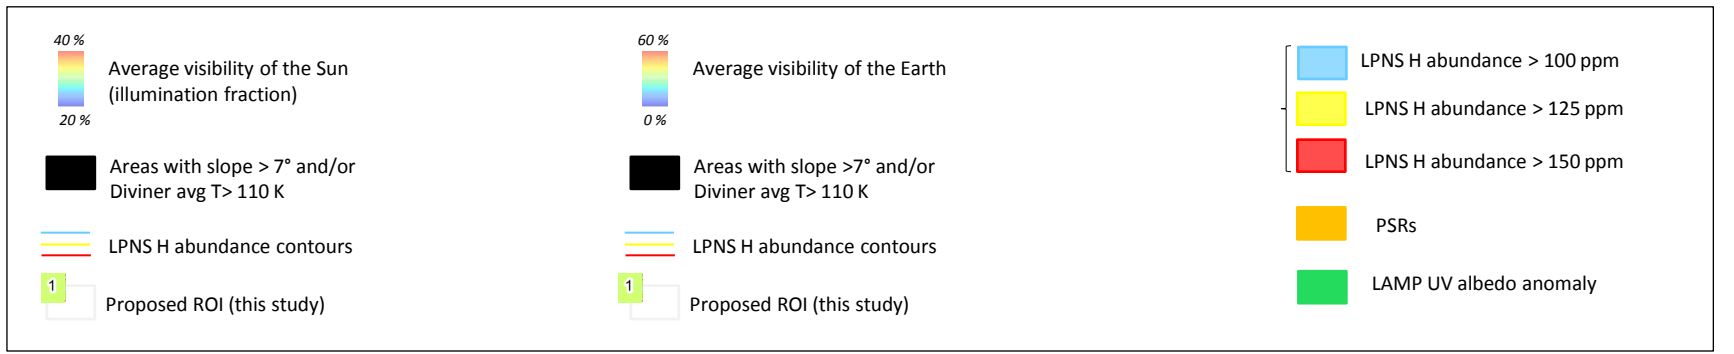 40 %
Average visibility of the Sun
(illumination fraction)
20 %
Areas with slope > 7° and/or
Diviner avg T> 110 K
LPNS H abundance contours
1
Proposed ROI (this study)
60 %
Average visibility of the Earth
0 %
Areas with slope >7° and/or
Diviner avg T> 110 K
LPNS H abundance contours
1
Proposed ROI (this study)
LPNS H abundance > 100 ppm
LPNS H abundance > 125 ppm
LPNS H abundance > 150 ppm
PSRs
LAMP UV albedo anomaly